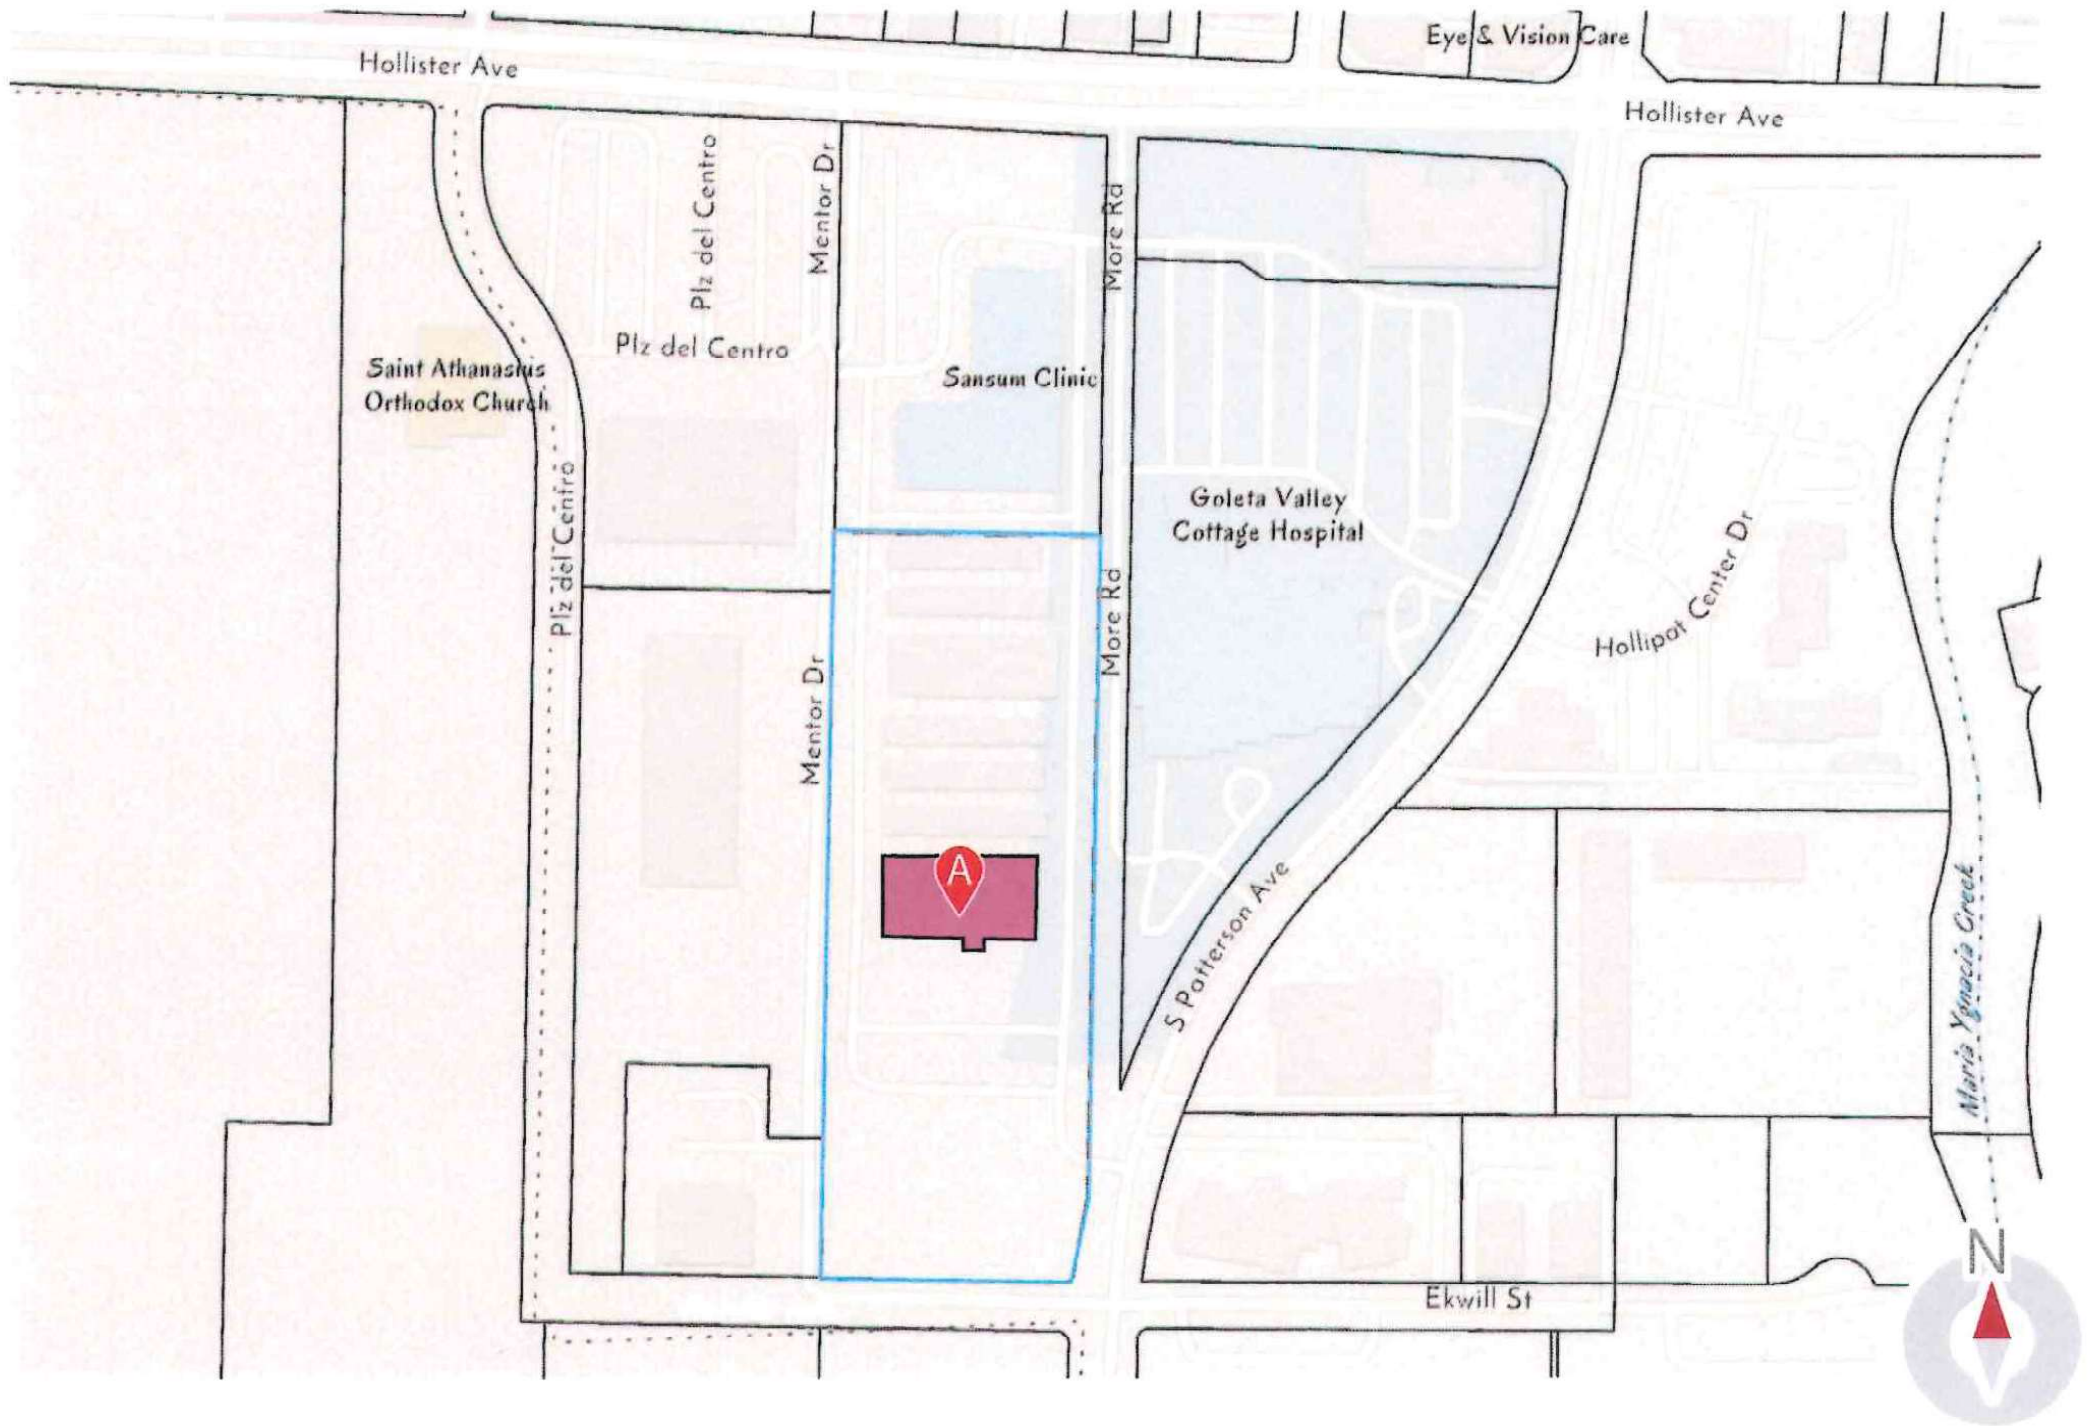 Eye & Vision Care
Hollister Ave
Hollister Ave
Plz del Centro
Mentor Dr
More Rd
Plz del Centro
Saint Athanasius
Orthodox Church
Sansum Clinic
Goleta Valley
Cottage Hospital
Plz del Centro
Hollipat Center Dr
More Rd
Mentor Dr
A
S Patterson Ave
Maria Ygnacia Creek
N
Ekwill St